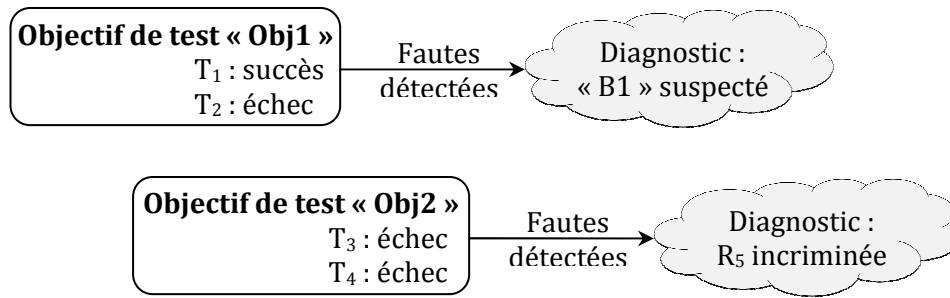 Objectif de test « Obj1 »
T₁ : succès
T₂ : échec
Fautes
détectées
Diagnostic :
« B1 » suspecté
Objectif de test « Obj2 »
T₃ : échec
T₄ : échec
Fautes
détectées
Diagnostic :
R₅ incriminée